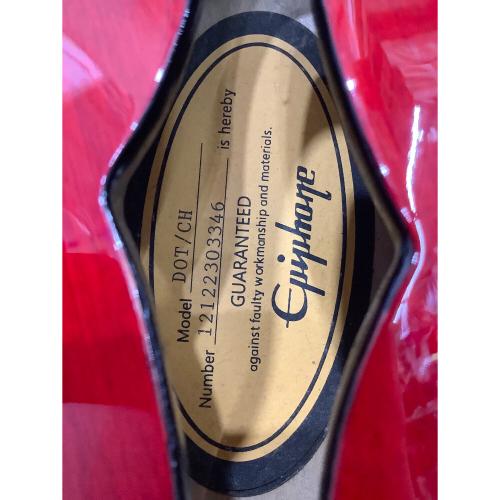 Model DOT/CH
Number 12122303346 is hereby
GUARANTEED
against faulty workmanship and materials.
Epiphone